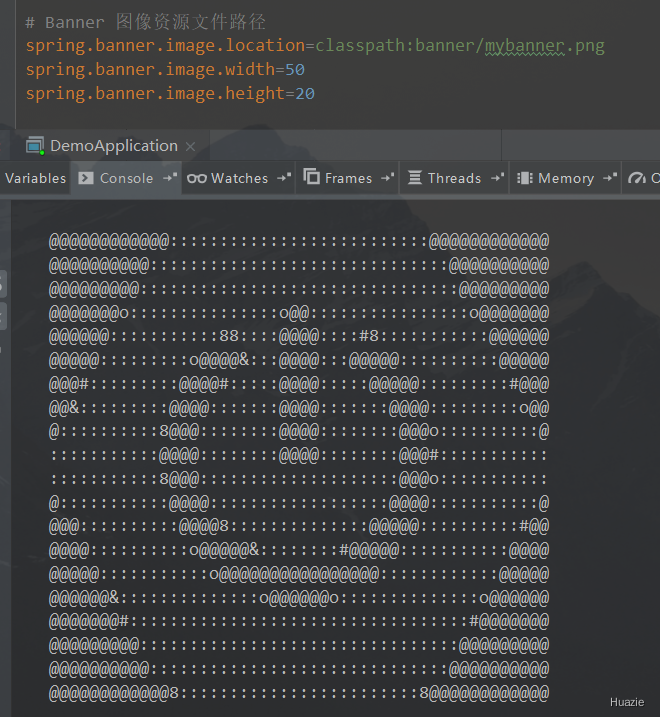 # Banner 图像资源文件路径
spring.banner.image.location=classpath:banner/mybanner.png
spring.banner.image.width=50
spring.banner.image.height=20
DemoApplication
Variables Console Watches Frames Threads Memory
@@@@@@@@@@@@::::::::::::::::::::::::::@@@@@@@@@@@@
@@@@@@@@@@::::::::::::::::::::::::::::::@@@@@@@@@@
@@@@@@@@@:::::::::::::::::::::::::::::@@@@@@@@@
@@@@@@@o:::::::::::::::o@@::::::::::::::::o@@@@@@@
@@@@@@:::::::::::88::::@@@@::::#8:::::::::::@@@@@@
@@@@@:::::::::o@@@@&:::@@@@:::@@@@@::::::::::@@@@@
@@@#:::::::::@@@@#:::::@@@@:::::@@@@@:::::::::#@@@
@@&:::::::::@@@@:::::::@@@@:::::::@@@@:::::::::o@@
@::::::::::8@@@::::::::@@@@::::::::@@@o::::::::::@
:::::::::::@@@@::::::::@@@@::::::::@@@#:::::::::::
:::::::::::8@@@::::::::::::::::::::@@@o:::::::::::
@:::::::::::@@@@::::::::::::::::::@@@@:::::::::::@
@@@::::::::::@@@@8::::::::::::::@@@@@::::::::::#@@
@@@@::::::::::o@@@@@&::::::::#@@@@@:::::::::::@@@@
@@@@@:::::::::::o@@@@@@@@@@@@@@@@::::::::::::@@@@@
@@@@@@&::::::::::::::o@@@@@@o::::::::::::::o@@@@@@
@@@@@@@#::::::::::::::::::::::::::::::::::#@@@@@@@
@@@@@@@@@::::::::::::::::::::::::::::::::@@@@@@@@@
@@@@@@@@@@::::::::::::::::::::::::::::::@@@@@@@@@@
@@@@@@@@@@@@8::::::::::::::::::::::::8@@@@@@@@@@@@
Huazie